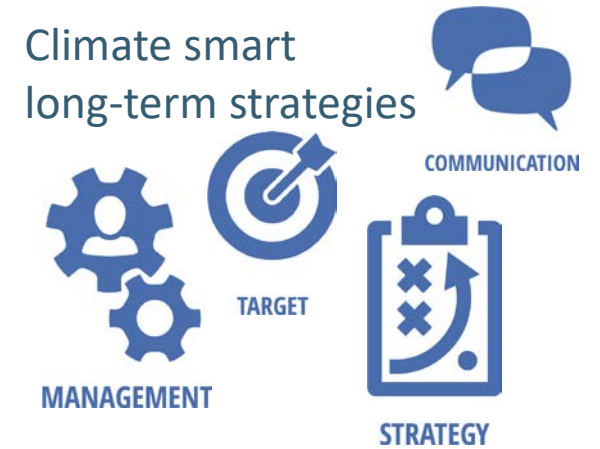 Climate smart
long-term strategies
COMMUNICATION
TARGET
MANAGEMENT
STRATEGY